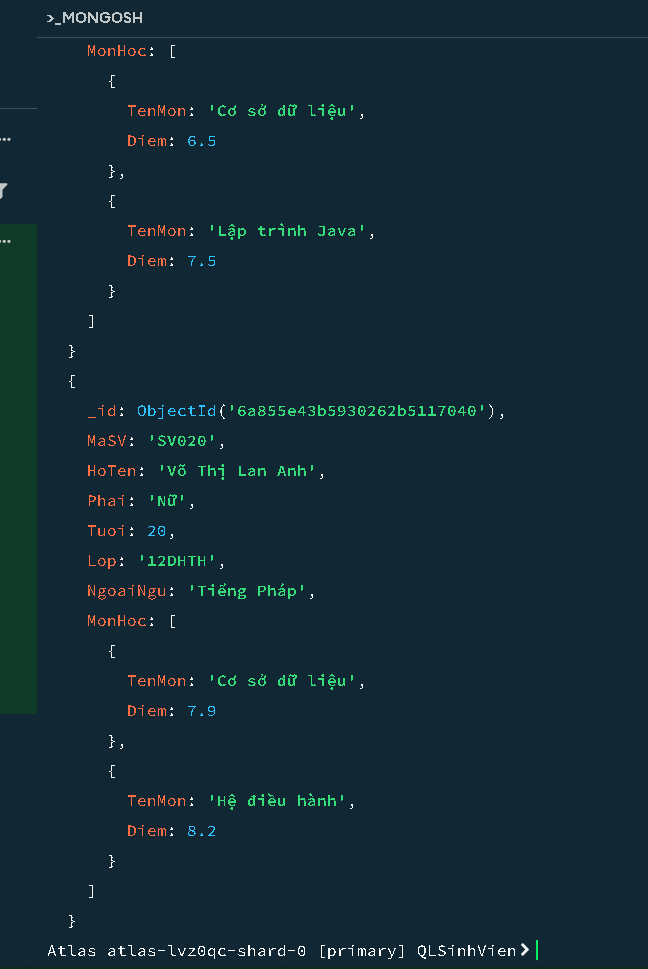 >_MONGOSH
MonHoc: [
{
TenMon: 'Cơ sở dữ liệu',
Diem: 6.5
},
{
TenMon: 'Lập trình Java',
Diem: 7.5
}
]
}
{
_id: ObjectId('6a855e43b5930262b5117040'),
MaSV: 'SV020',
HoTen: 'Võ Thị Lan Anh',
Phai: 'Nữ',
Tuoi: 20,
Lop: '12DHTH',
NgoaiNgu: 'Tiếng Pháp',
MonHoc: [
{
TenMon: 'Cơ sở dữ liệu',
Diem: 7.9
},
{
TenMon: 'Hệ điều hành',
Diem: 8.2
}
]
}
Atlas atlas-lvz0qc-shard-0 [primary] QLSinhVien>